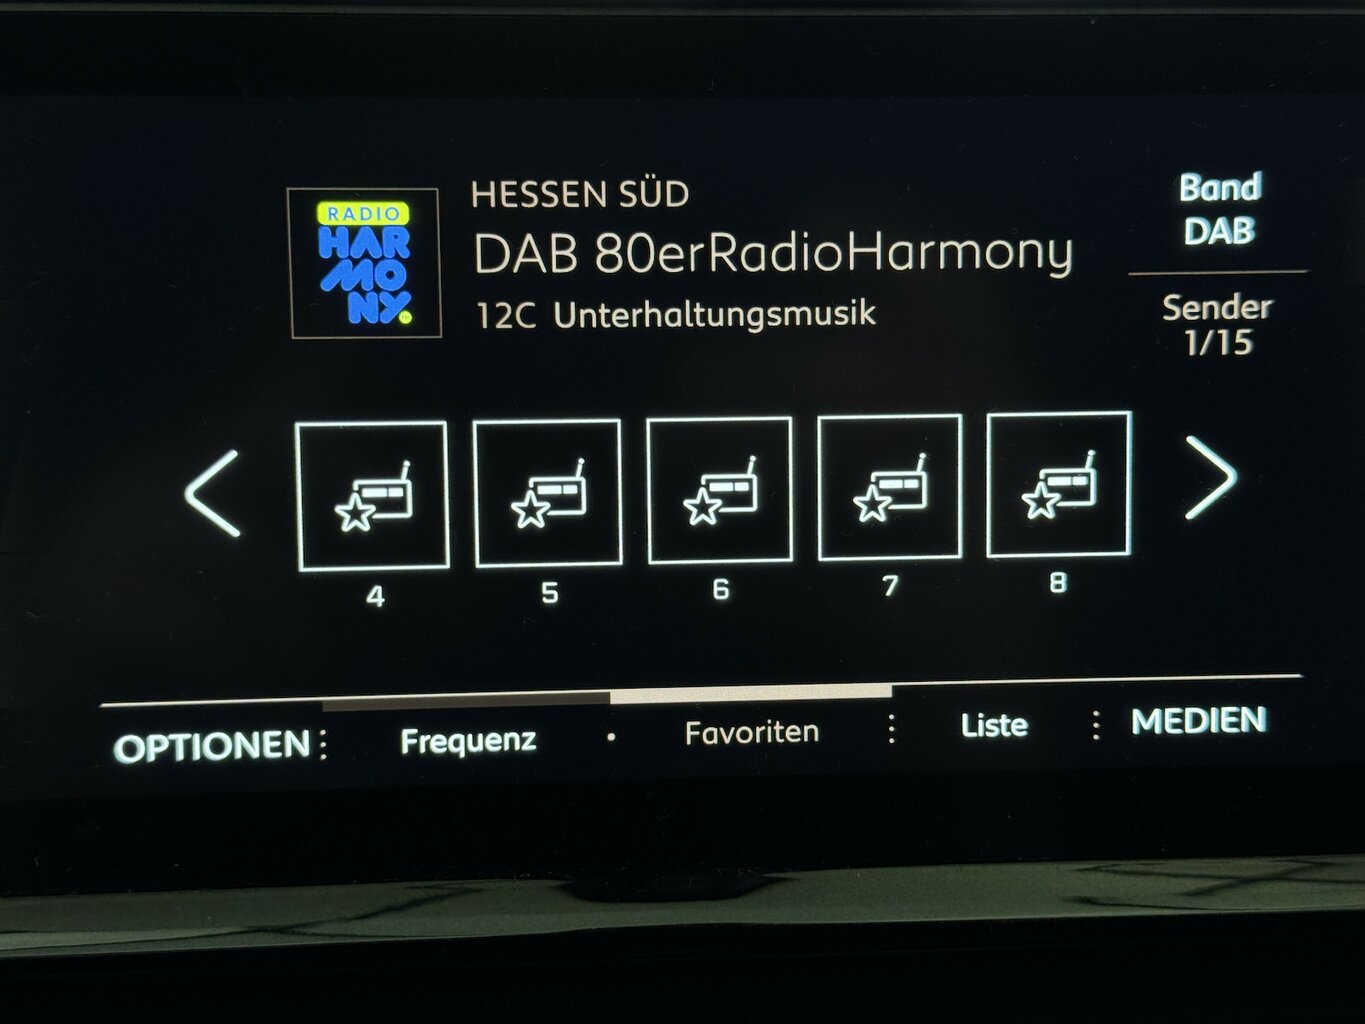 RADIO
HAR
MO
NY
HESSEN SÜD
DAB 80erRadioHarmony
12C Unterhaltungsmusik
Band
DAB
Sender
1/15
4
5
6
7
8
OPTIONEN
Frequenz
Favoriten
Liste
MEDIEN